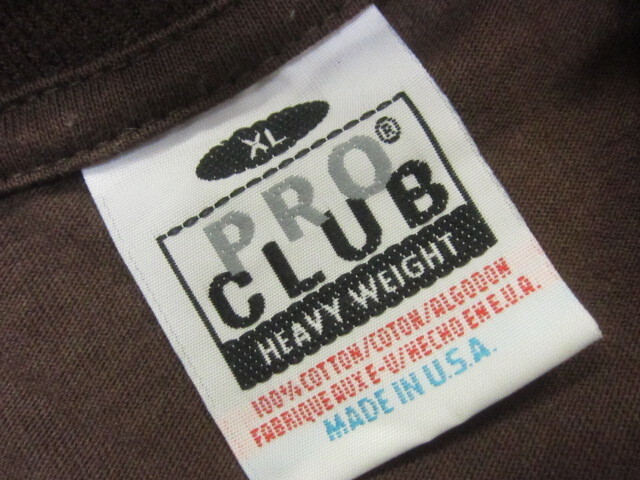 XL
PRO®
CLUB
HEAVY WEIGHT
100% COTTON/COTON/ALGODON
FABRIQUE AUX E-U/HECHO EN E.U.A.
MADE IN U.S.A.